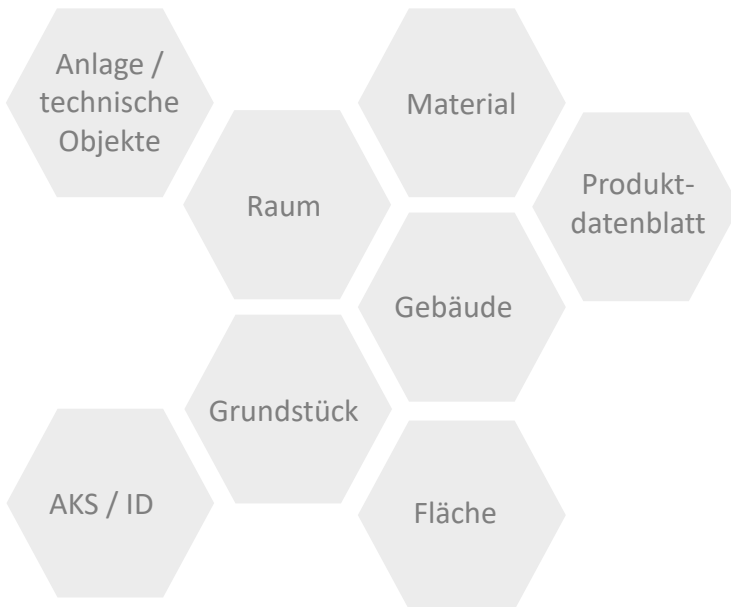 Anlage /
technische
Objekte
Material
Raum
Produkt-
datenblatt
Gebäude
Grundstück
AKS / ID
Fläche